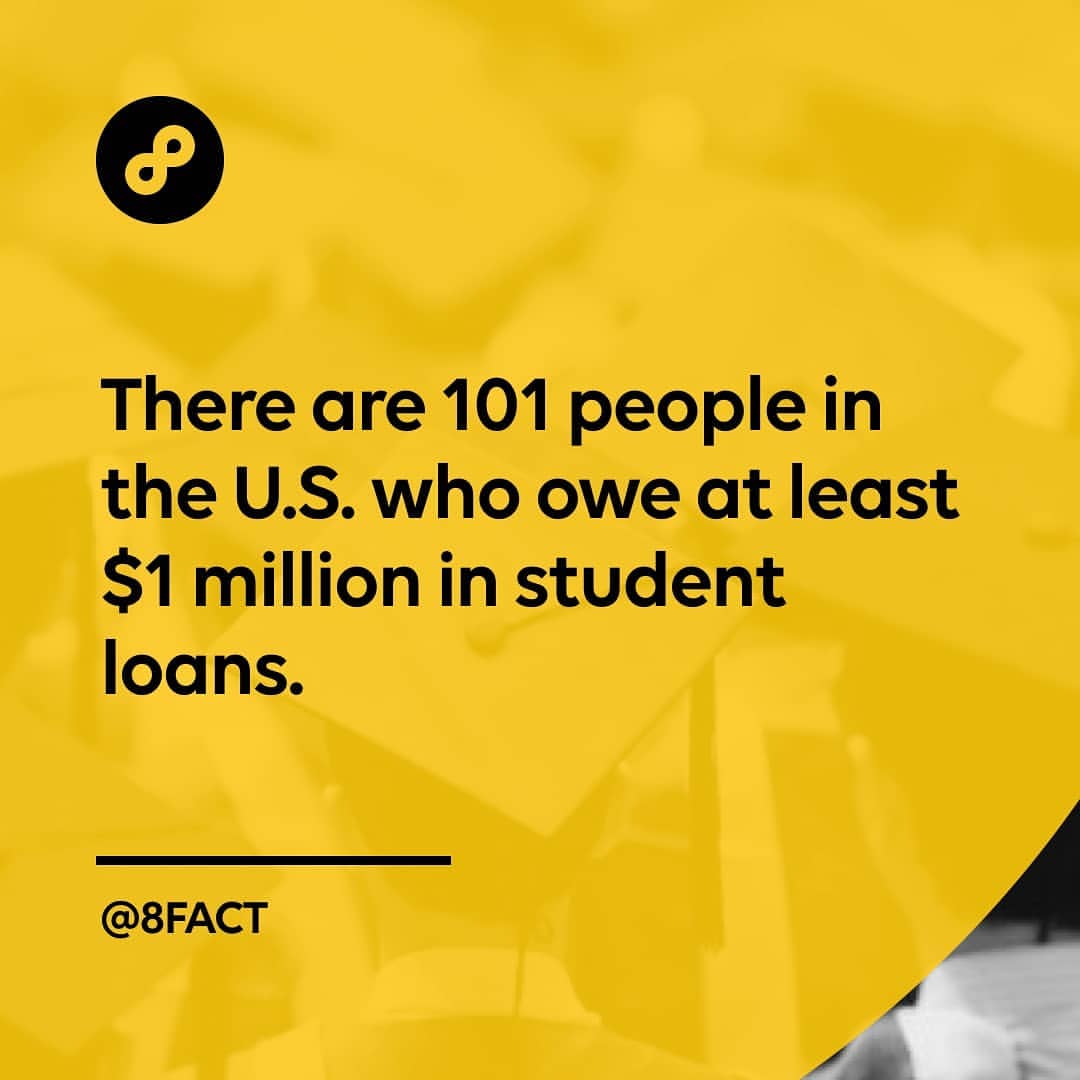 There are 101 people in
the U.S. who owe at least
$1 million in student
loans.
@8FACT